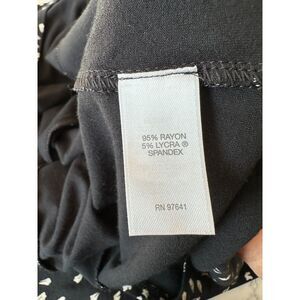 95% RAYON
5% LYCRA ®
SPANDEX
RN 97641